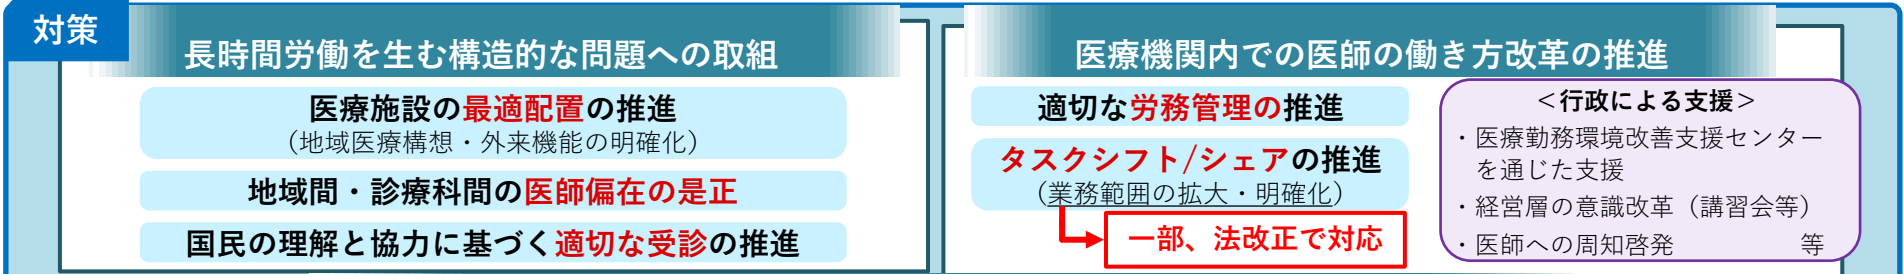 対策
長時間労働を生む構造的な問題への取組
医療施設の最適配置の推進
（地域医療構想・外来機能の明確化）
地域間・診療科間の医師偏在の是正
国民の理解と協力に基づく適切な受診の推進
医療機関内での医師の働き方改革の推進
適切な労務管理の推進
タスクシフト/シェアの推進
（業務範囲の拡大・明確化）
一部、法改正で対応
＜行政による支援＞
・医療勤務環境改善支援センター
を通じた支援
・経営層の意識改革（講習会等）
・医師への周知啓発　　　　　　等